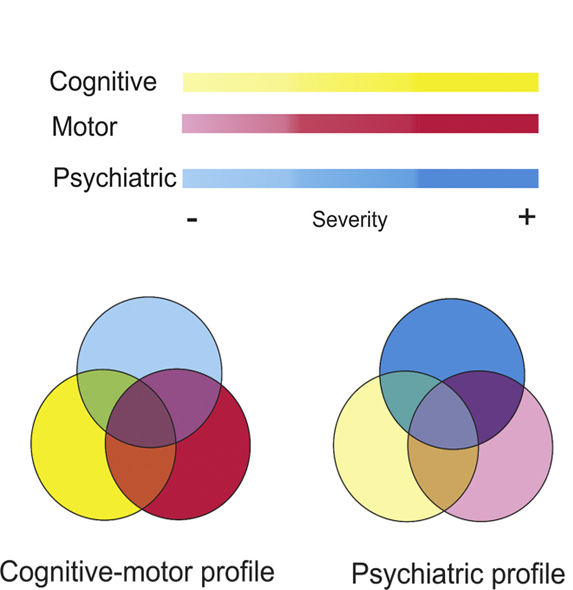 Cognitive
Motor
Psychiatric
- Severity +
Cognitive-motor profile
Psychiatric profile